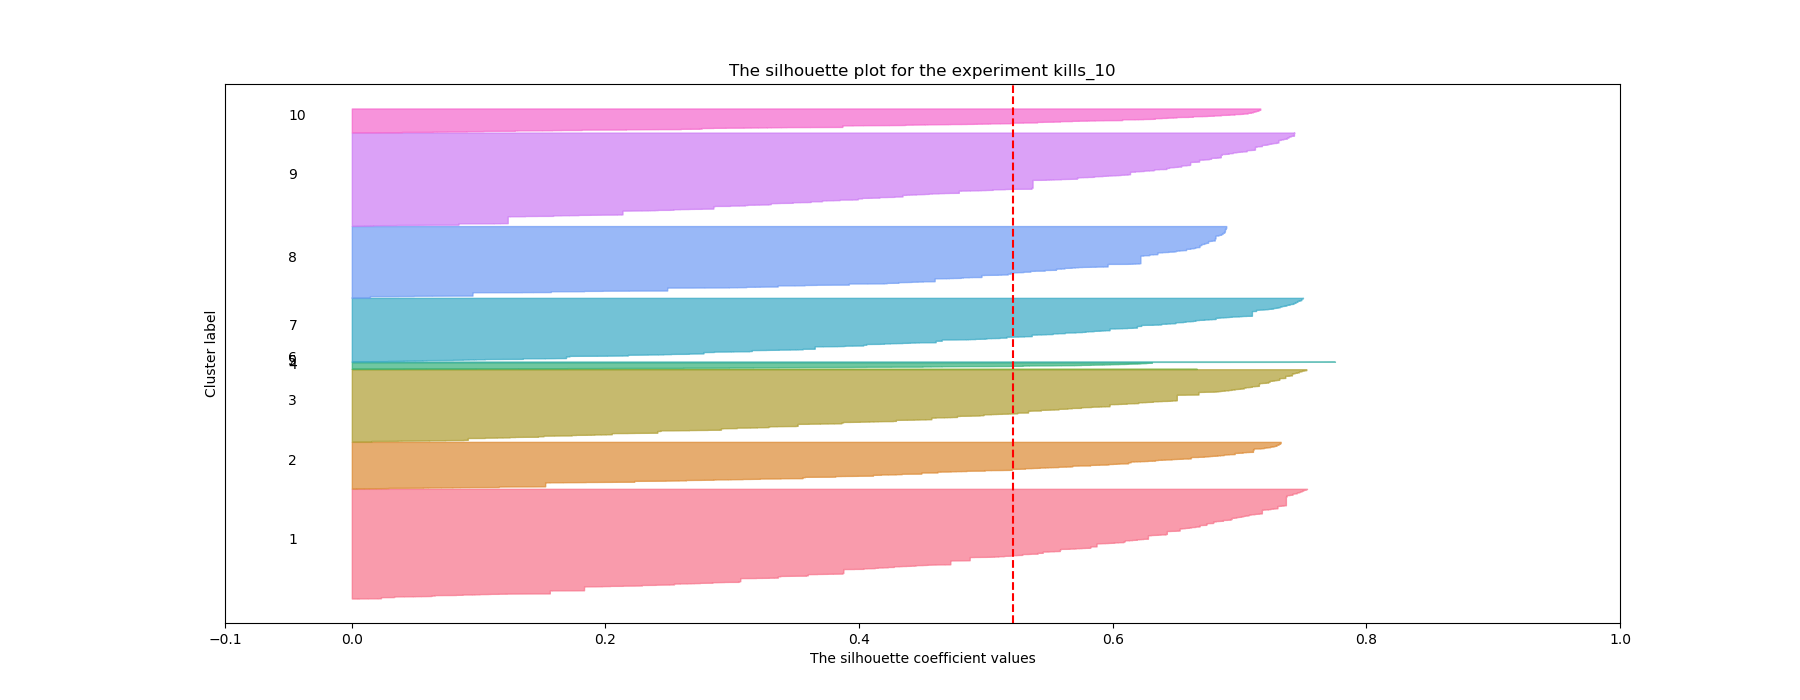 The silhouette plot for the experiment kills_10
10
9
8
7
6
4
3
2
1
Cluster label
−0.1 0.0 0.2 0.4 0.6 0.8 1.0
The silhouette coefficient values